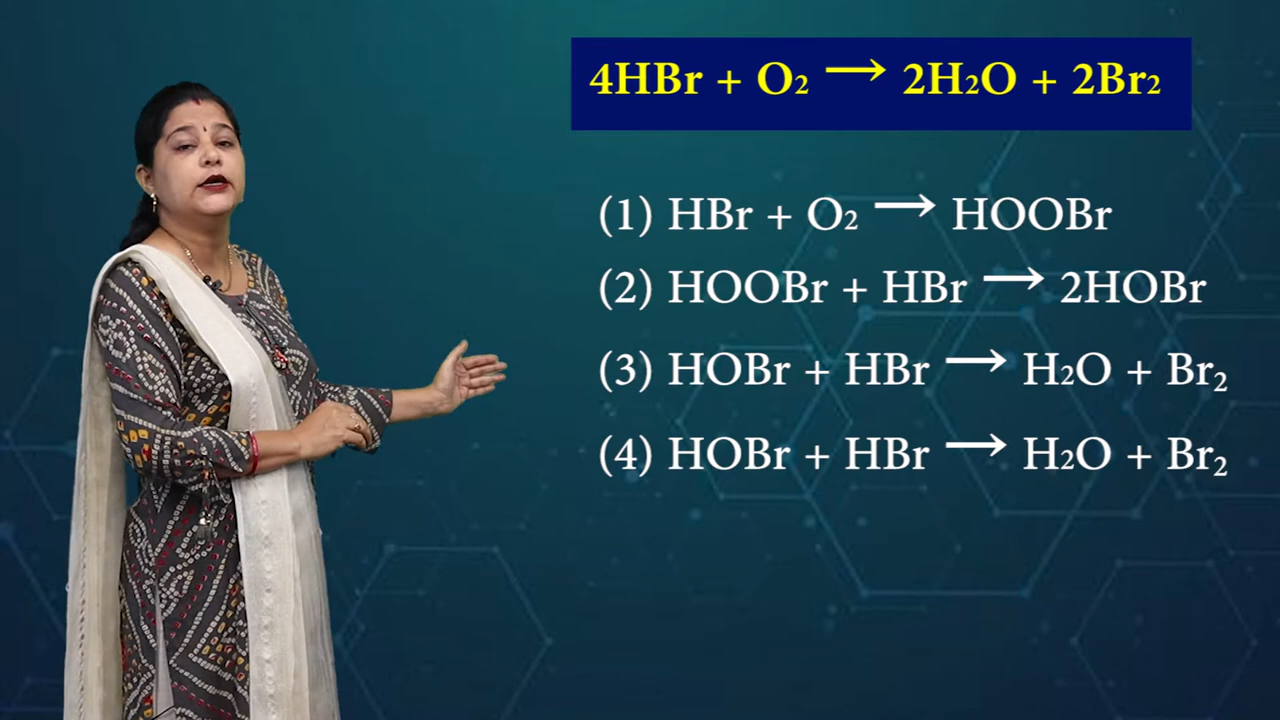 4HBr + O₂ → 2H₂O + 2Br₂
(1) HBr + O₂ → HOOBr
(2) HOOBr + HBr → 2HOBr
(3) HOBr + HBr → H₂O + Br₂
(4) HOBr + HBr → H₂O + Br₂